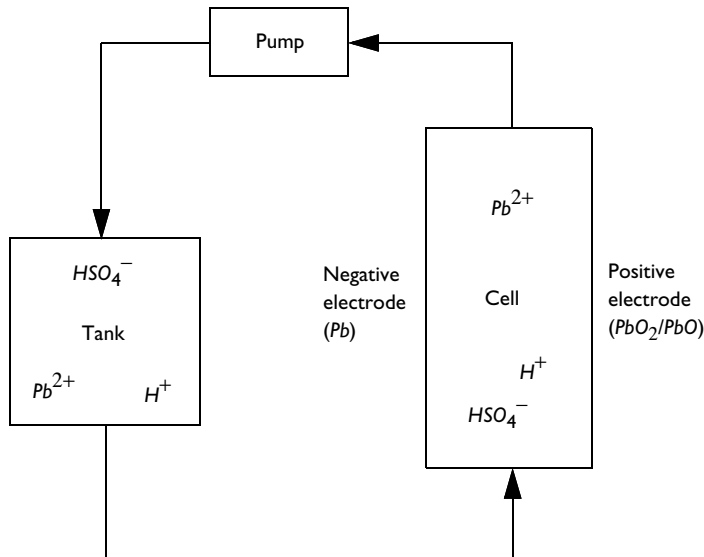 Pump
Pb²⁺
HSO₄⁻
Negative
electrode
(Pb)
Cell
Positive
electrode
(PbO₂/PbO)
Tank
Pb²⁺
H⁺
H⁺
HSO₄⁻